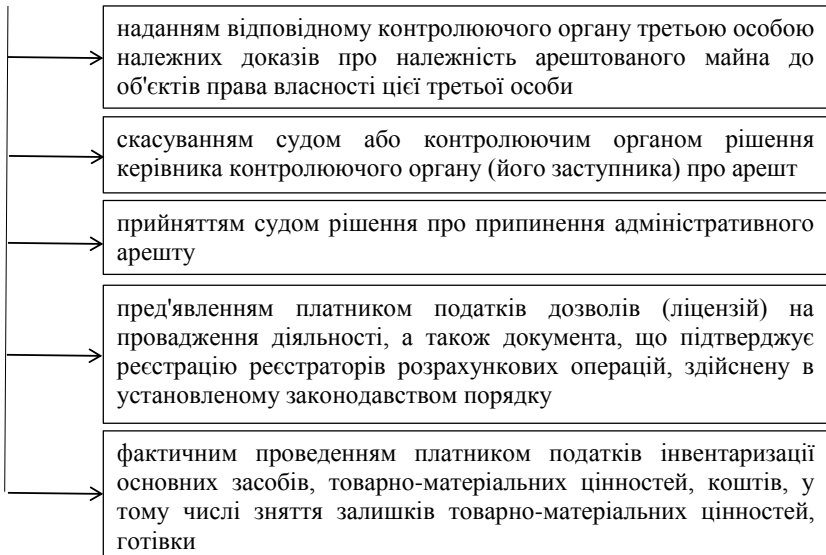 наданням відповідному контролюючого органу третьою особою
належних доказів про належність арештованого майна до
об'єктів права власності цієї третьої особи
скасуванням судом або контролюючим органом рішення
керівника контролюючого органу (його заступника) про арешт
прийняттям судом рішення про припинення адміністративного
арешту
пред'явленням платником податків дозволів (ліцензій) на
провадження діяльності, а також документа, що підтверджує
реєстрацію реєстраторів розрахункових операцій, здійснену в
установленому законодавством порядку
фактичним проведенням платником податків інвентаризації
основних засобів, товарно-матеріальних цінностей, коштів, у
тому числі зняття залишків товарно-матеріальних цінностей,
готівки